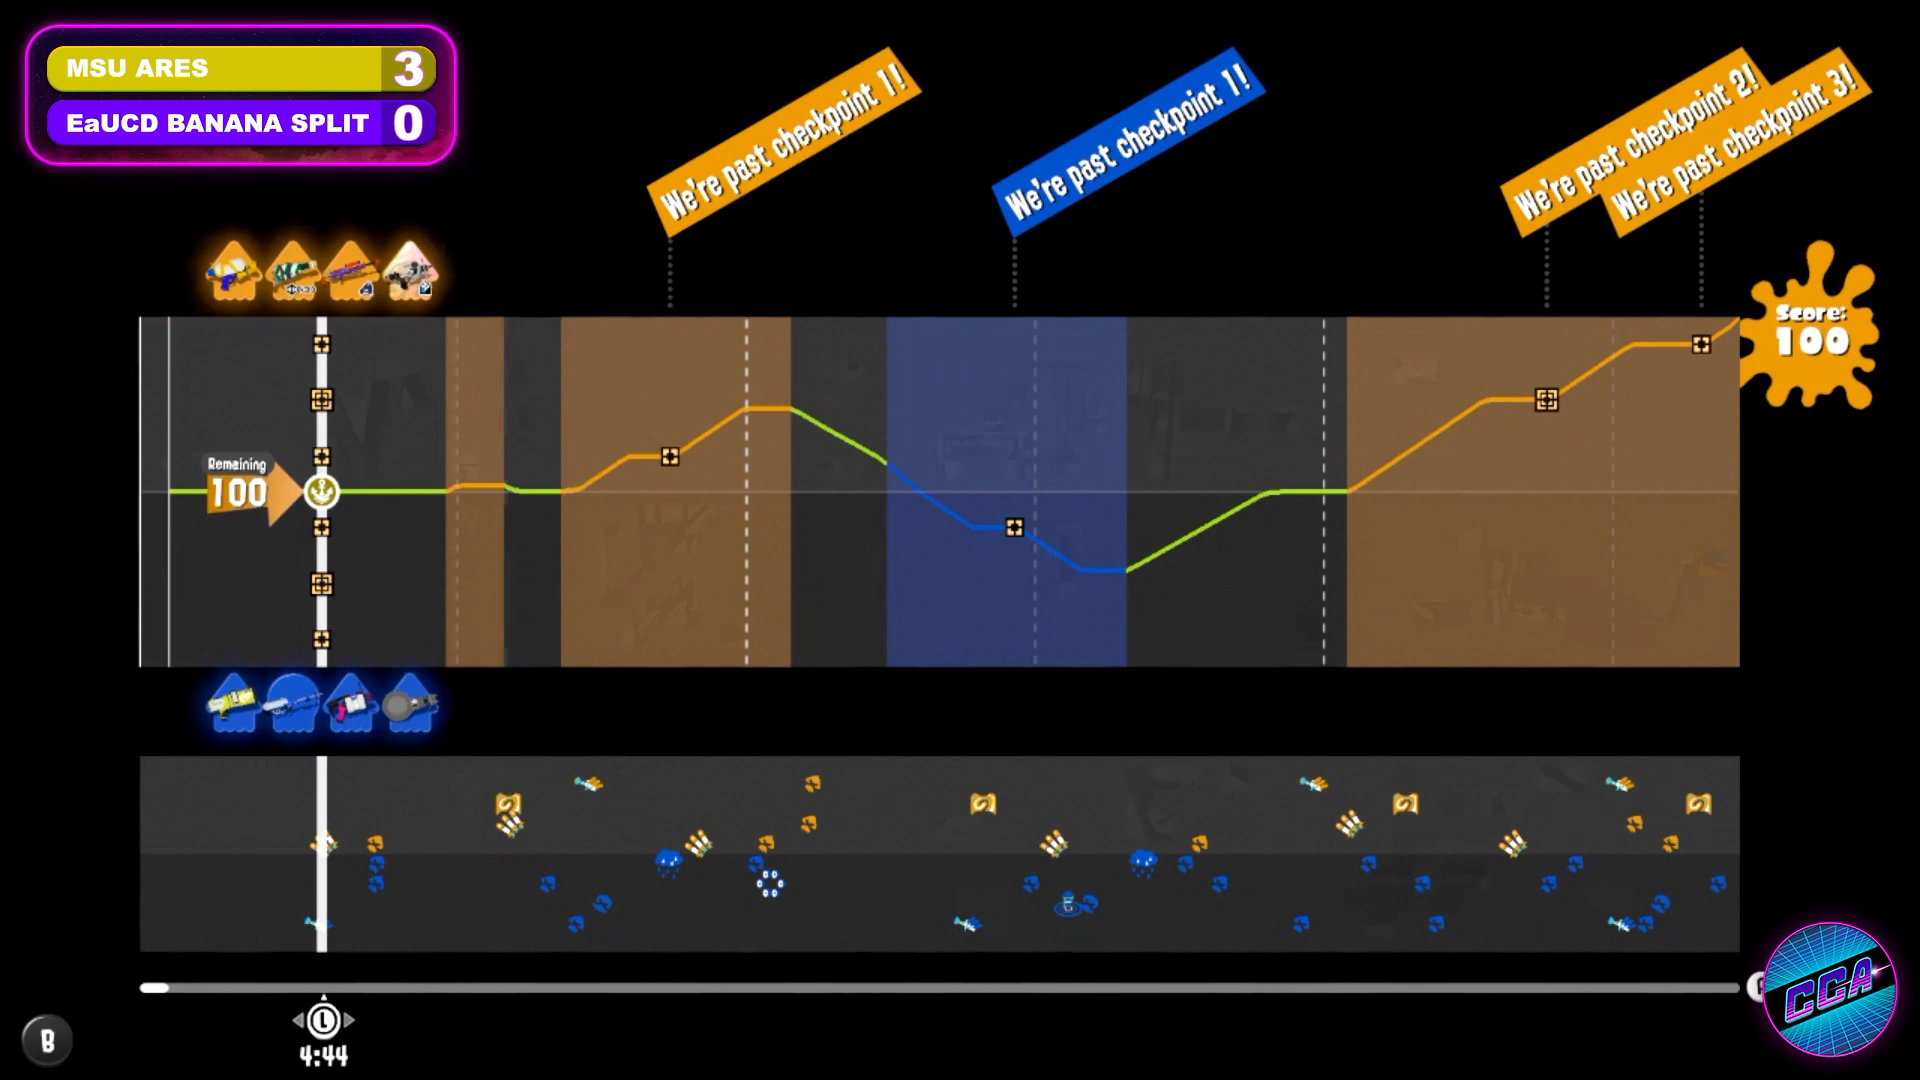 MSU ARES 3
EaUCD BANANA SPLIT 0
We're past checkpoint 1!
We're past checkpoint 1!
We're past checkpoint 2!
We're past checkpoint 3!
Score:
100
Remaining
100
CCA
L
4:44
B